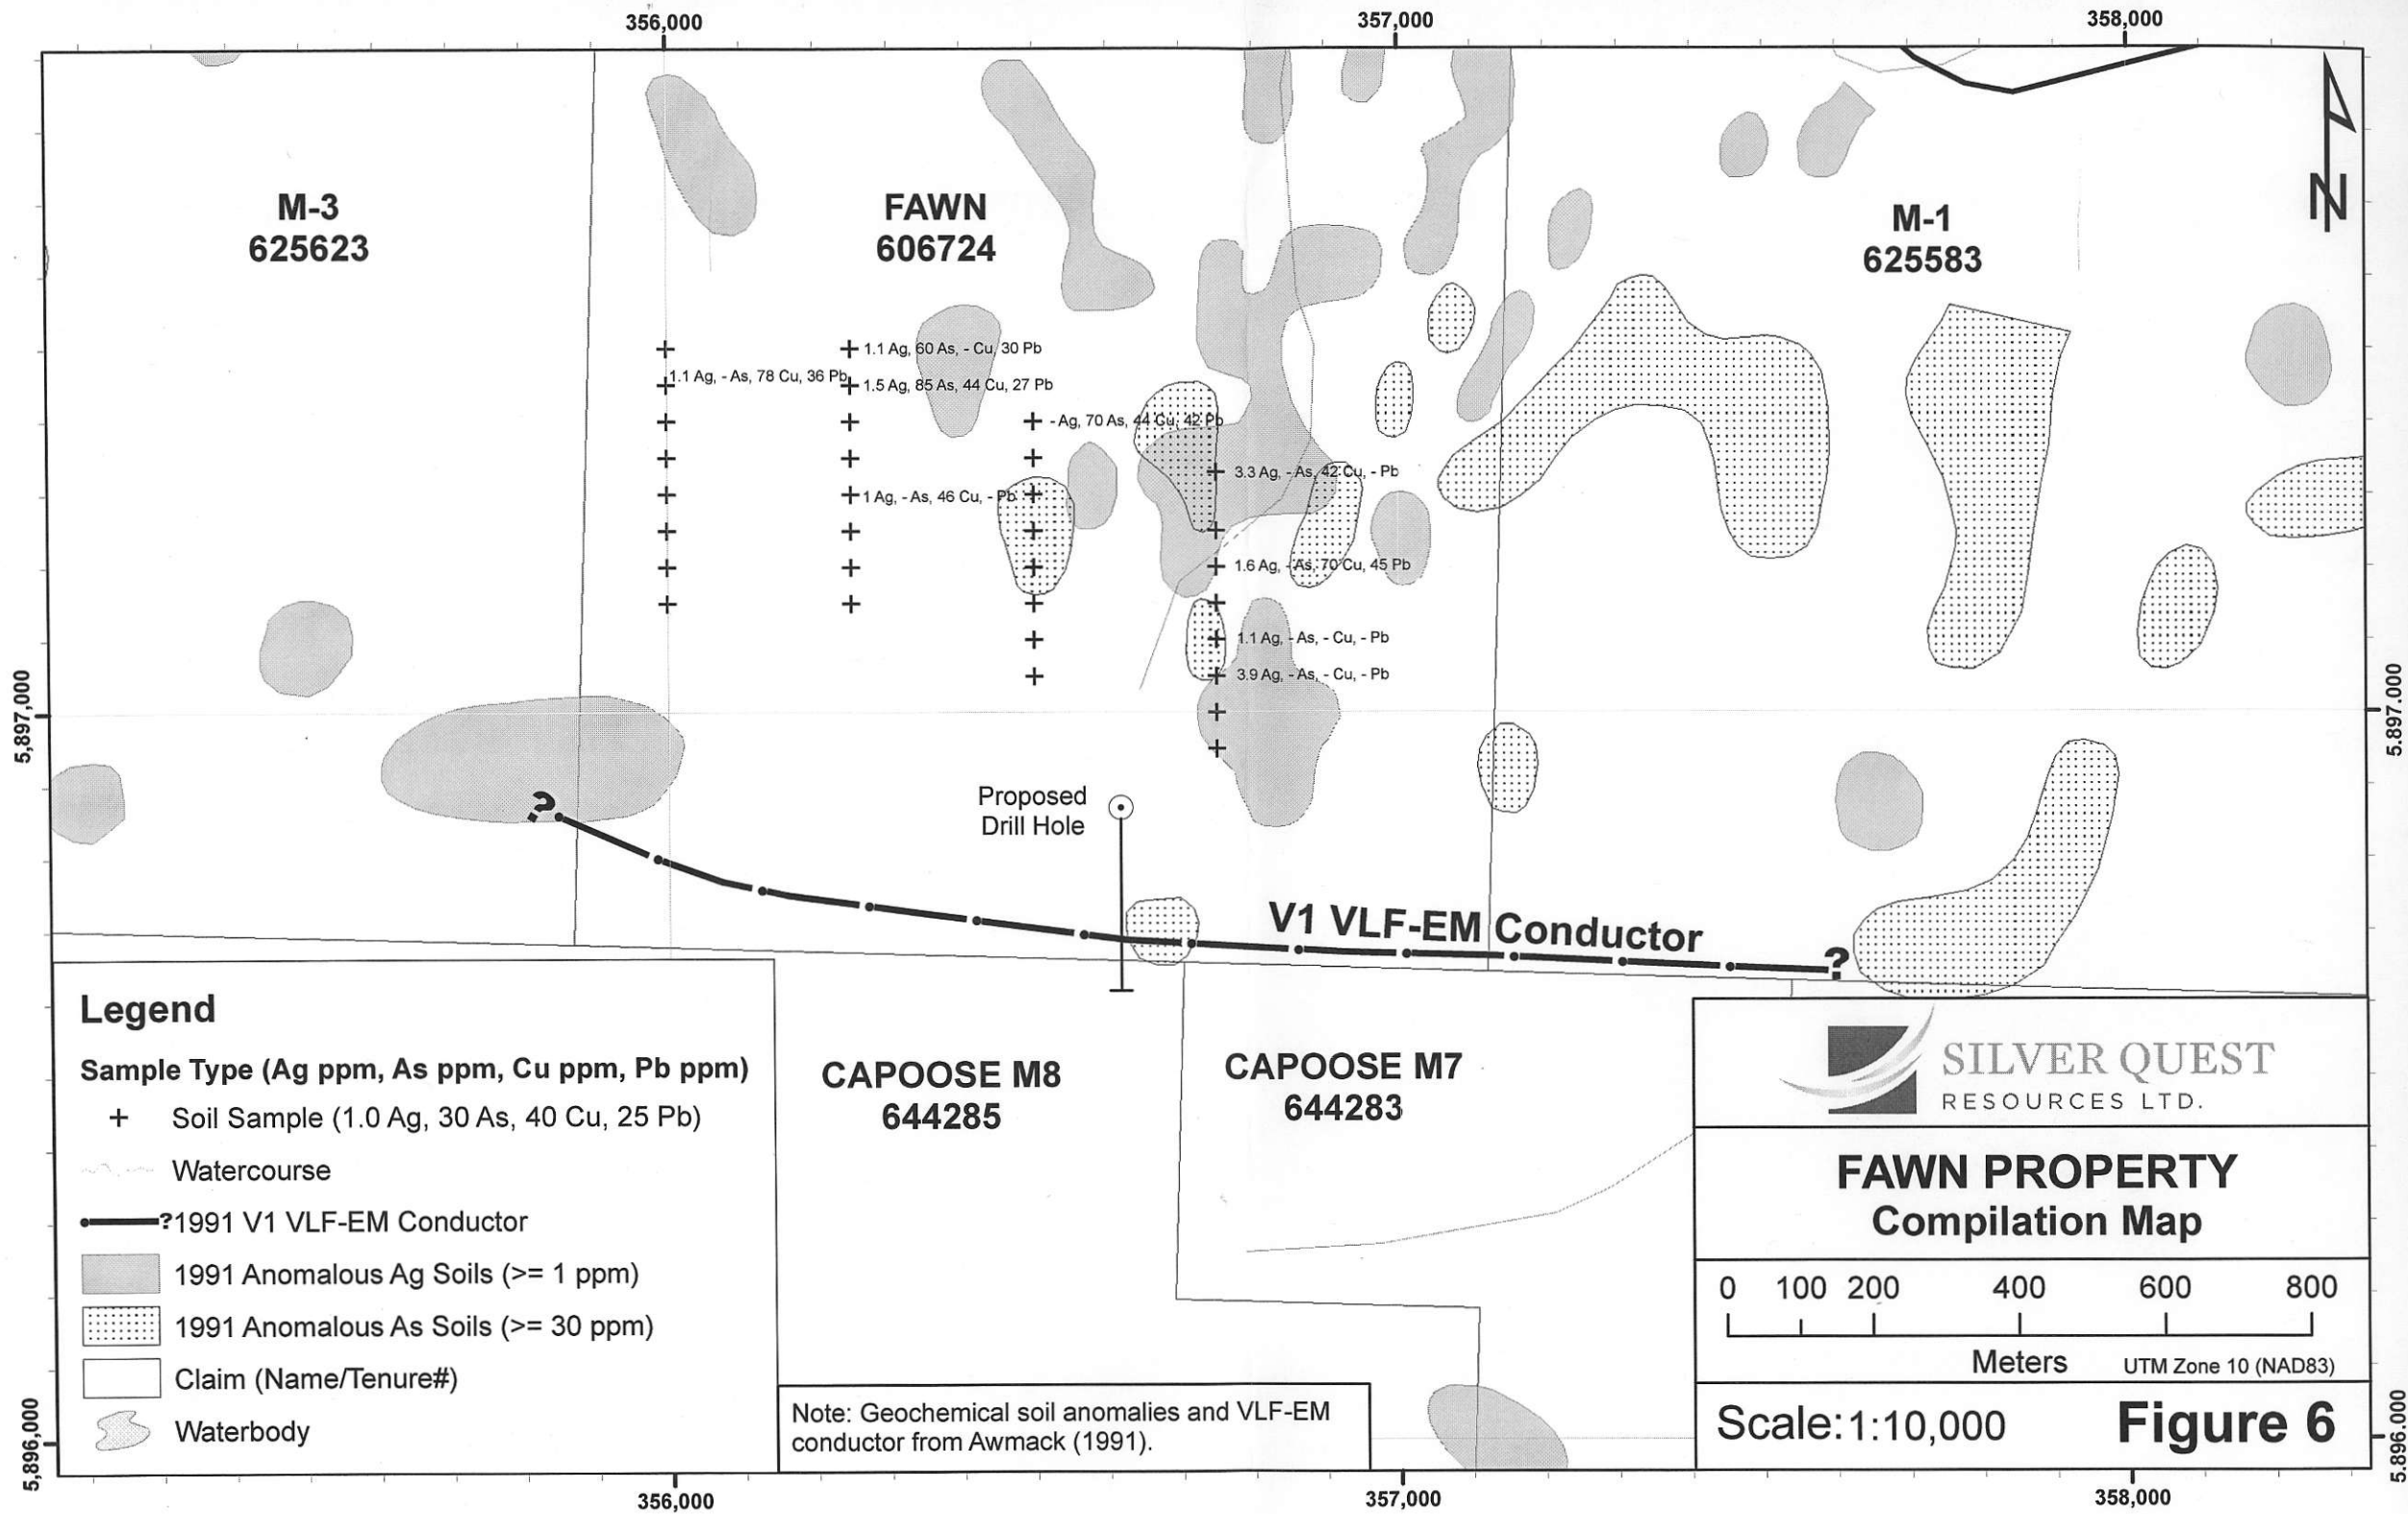 356,000
357,000
358,000
M-3
625623
FAWN
606724
M-1
625583
1.1 Ag, 60 As, - Cu, 30 Pb
1.1 Ag, - As, 78 Cu, 36 Pb
1.5 Ag, 85 As, 44 Cu, 27 Pb
- Ag, 70 As, 44 Cu, 42 Pb
3.3 Ag, - As, 42 Cu, - Pb
1 Ag, - As, 46 Cu, - Pb
1.6 Ag, - As, 70 Cu, 45 Pb
1.1 Ag, - As, - Cu, - Pb
3.9 Ag, - As, - Cu, - Pb
5,897,000
5,897,000
N
?
Proposed
Drill Hole
V1 VLF-EM Conductor
?
Legend
Sample Type (Ag ppm, As ppm, Cu ppm, Pb ppm)
+ Soil Sample (1.0 Ag, 30 As, 40 Cu, 25 Pb)
Watercourse
?1991 V1 VLF-EM Conductor
1991 Anomalous Ag Soils (>= 1 ppm)
1991 Anomalous As Soils (>= 30 ppm)
Claim (Name/Tenure#)
Waterbody
CAPOOSE M8
644285
CAPOOSE M7
644283
Note: Geochemical soil anomalies and VLF-EM
conductor from Awmack (1991).
SILVER QUEST
RESOURCES LTD.
FAWN PROPERTY
Compilation Map
0 100 200 400 600 800
Meters
UTM Zone 10 (NAD83)
Scale:1:10,000
Figure 6
5,896,000
5,896,000
356,000
357,000
358,000